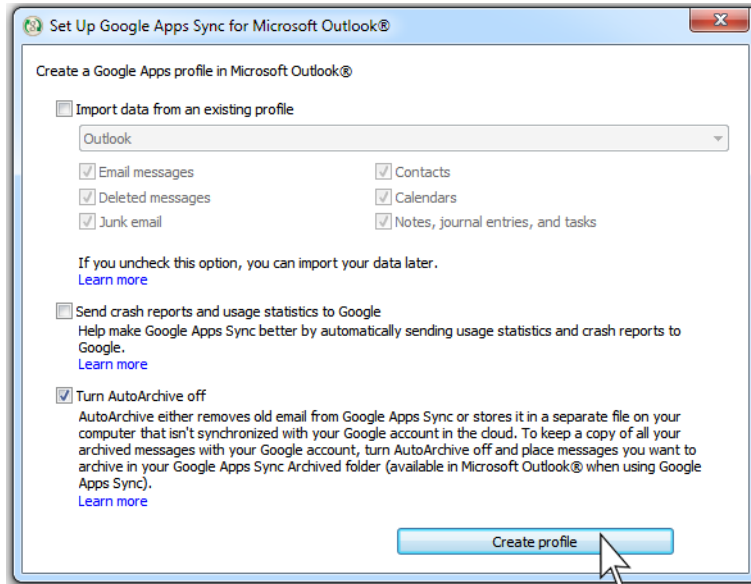 Set Up Google Apps Sync for Microsoft Outlook®
Create a Google Apps profile in Microsoft Outlook®
Import data from an existing profile
Outlook
Email messages
Contacts
Deleted messages
Calendars
Junk email
Notes, journal entries, and tasks
If you uncheck this option, you can import your data later.
Learn more
Send crash reports and usage statistics to Google
Help make Google Apps Sync better by automatically sending usage statistics and crash reports to
Google.
Learn more
Turn AutoArchive off
AutoArchive either removes old email from Google Apps Sync or stores it in a separate file on your
computer that isn't synchronized with your Google account in the cloud. To keep a copy of all your
archived messages with your Google account, turn AutoArchive off and place messages you want to
archive in your Google Apps Sync Archived folder (available in Microsoft Outlook® when using Google
Apps Sync).
Learn more
Create profile